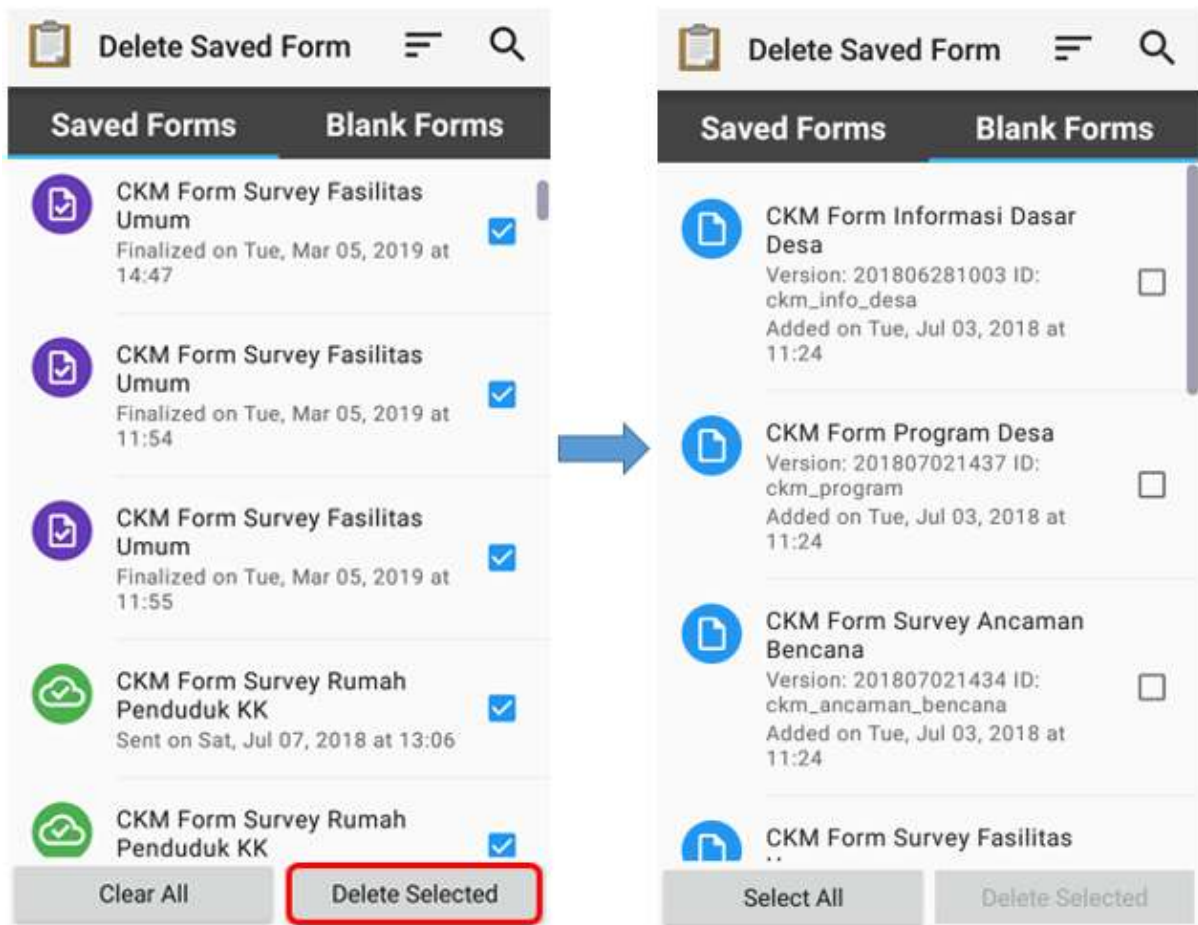 Delete Saved Form
Saved Forms
Blank Forms
CKM Form Survey Fasilitas
Umum
Finalized on Tue, Mar 05, 2019 at
14:47
CKM Form Survey Fasilitas
Umum
Finalized on Tue, Mar 05, 2019 at
11:54
CKM Form Survey Fasilitas
Umum
Finalized on Tue, Mar 05, 2019 at
11:55
CKM Form Survey Rumah
Penduduk KK
Sent on Sat, Jul 07, 2018 at 13:06
CKM Form Survey Rumah
Penduduk KK
Clear All
Delete Selected
Delete Saved Form
Saved Forms
Blank Forms
CKM Form Informasi Dasar
Desa
Version: 201806281003 ID:
ckm_info_desa
Added on Tue, Jul 03, 2018 at
11:24
CKM Form Program Desa
Version: 201807021437 ID:
ckm_program
Added on Tue, Jul 03, 2018 at
11:24
CKM Form Survey Ancaman
Bencana
Version: 201807021434 ID:
ckm_ancaman_bencana
Added on Tue, Jul 03, 2018 at
11:24
CKM Form Survey Fasilitas
Select All
Delete Selected